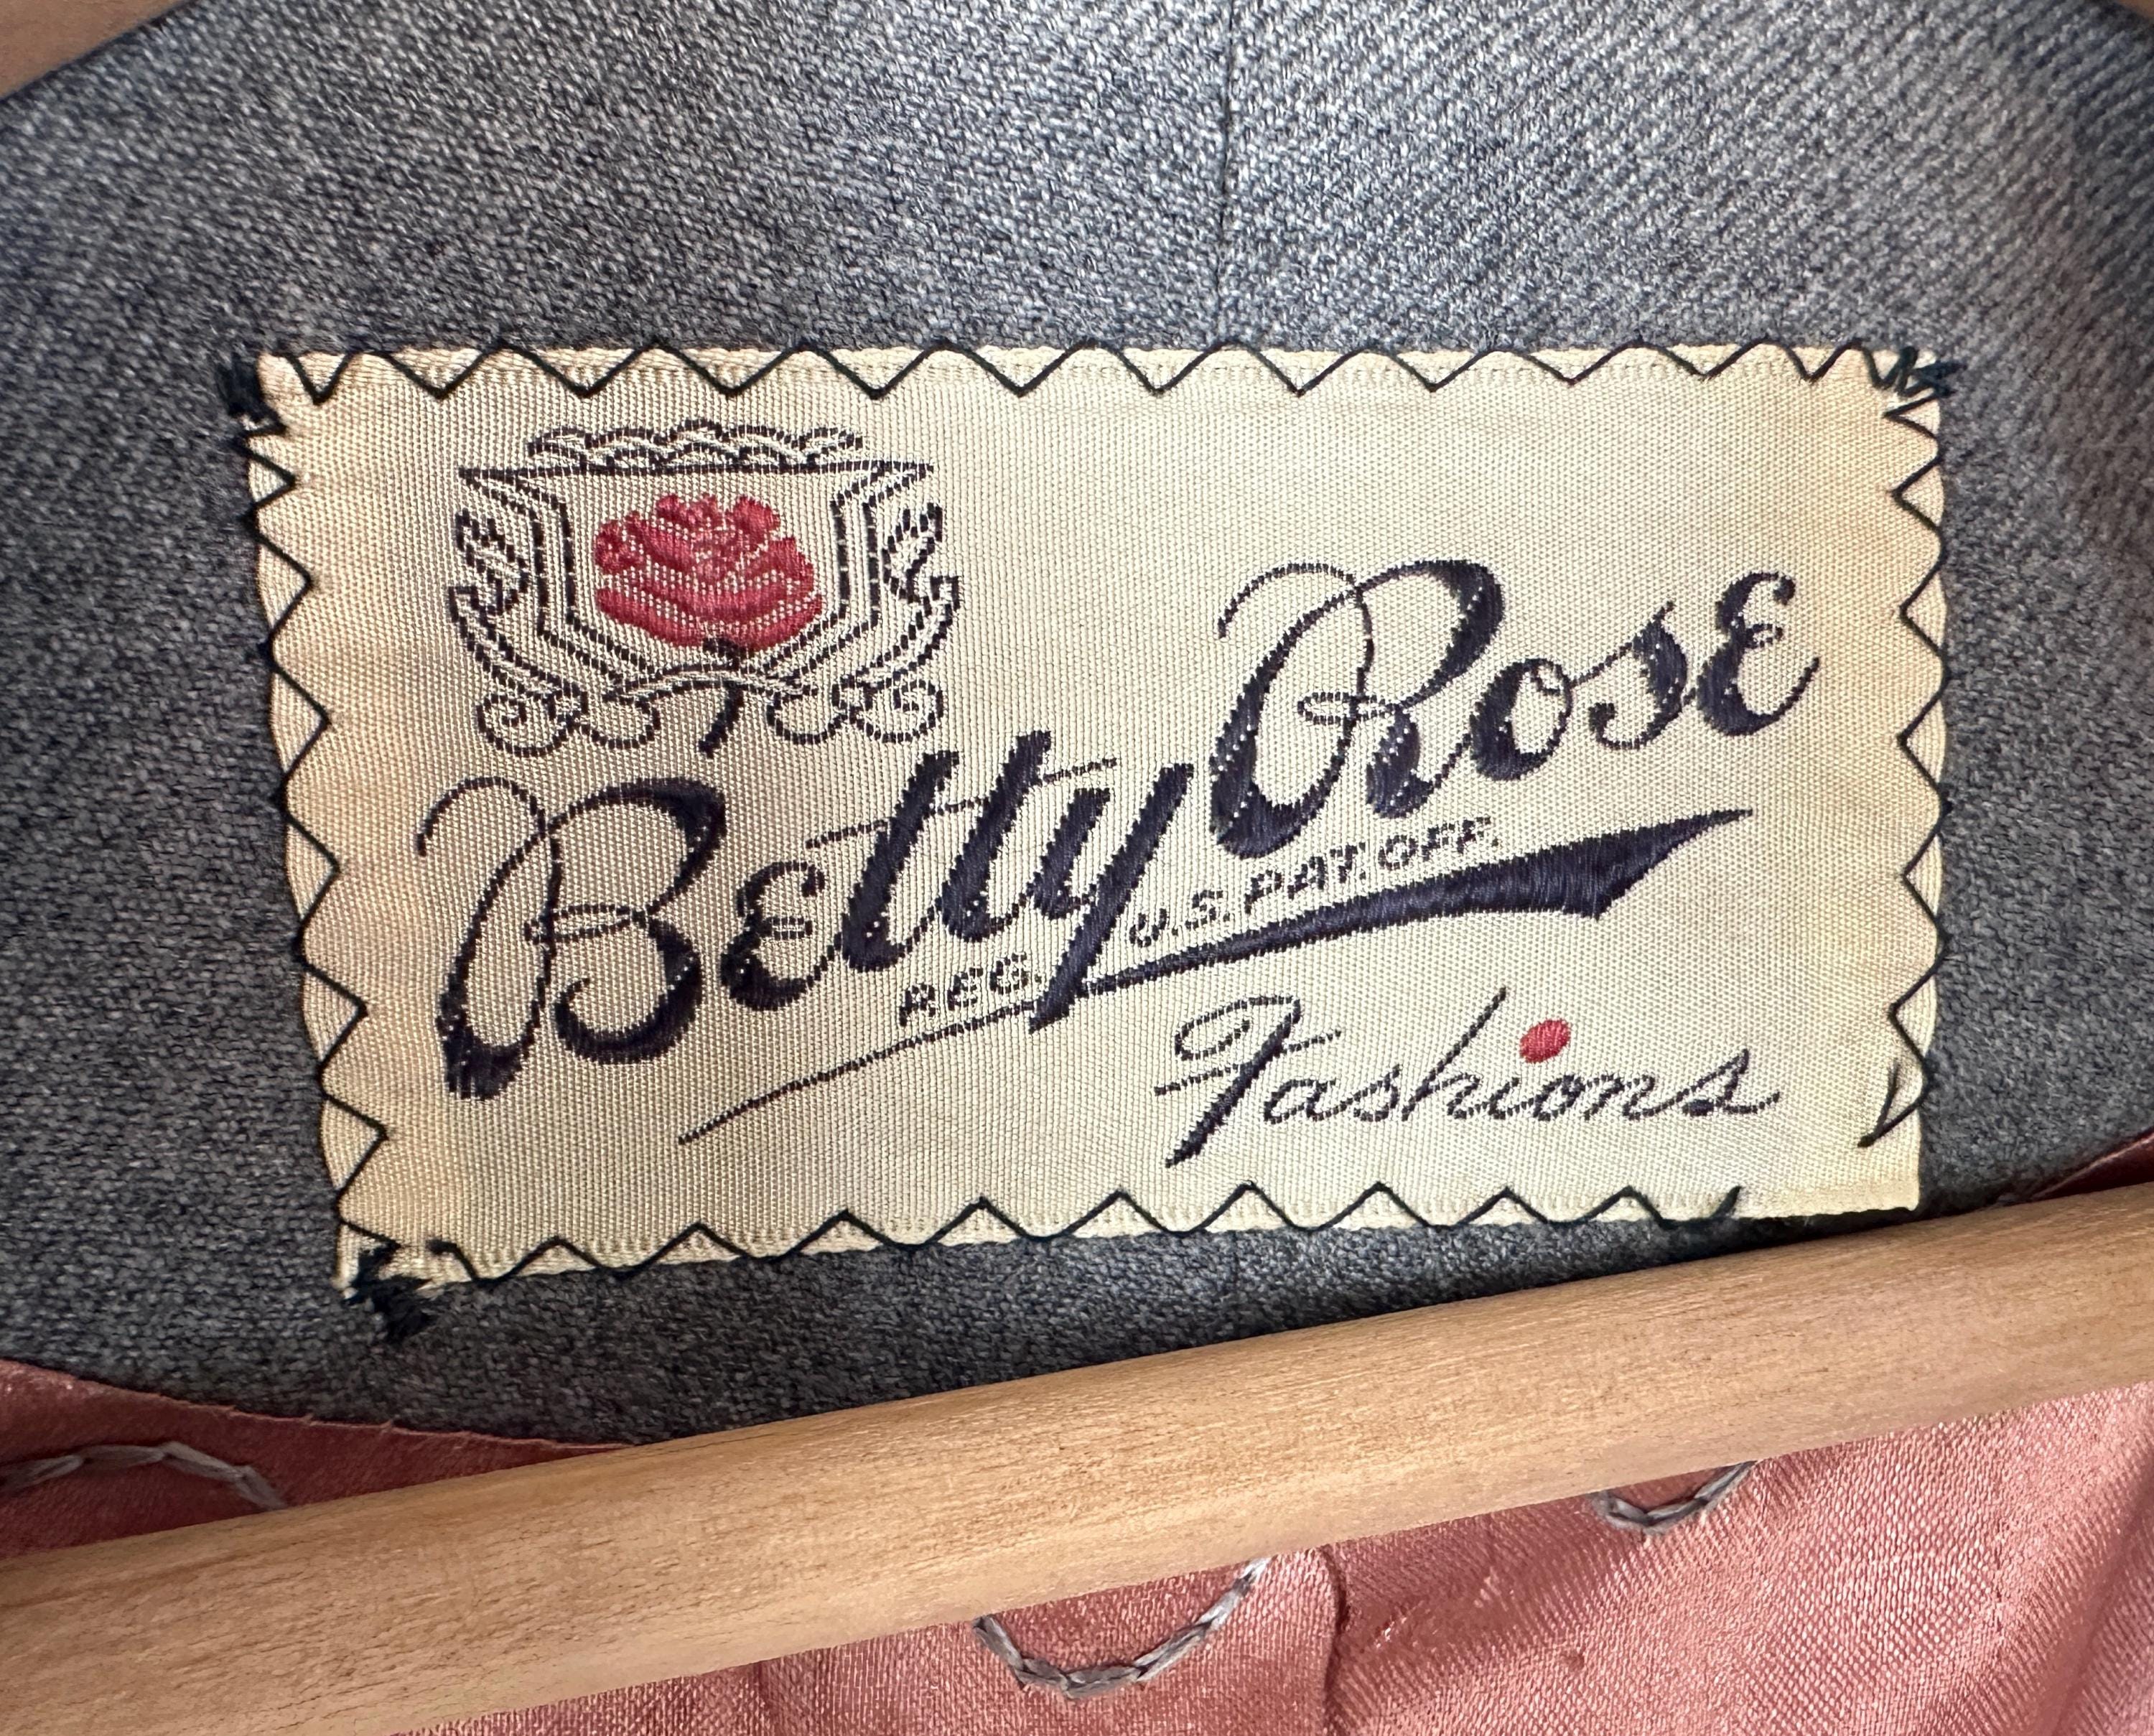 Betty Rose
REG. U.S. PAT. OFF.
Fashions